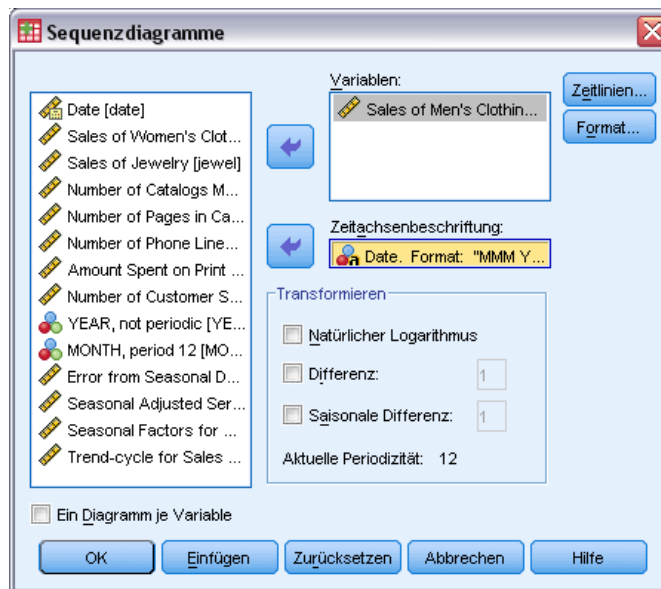 Sequenzdiagramme
Date [date]
Sales of Women's Clot...
Sales of Jewelry [jewel]
Number of Catalogs M...
Number of Pages in Ca...
Number of Phone Line...
Amount Spent on Print ...
Number of Customer S...
YEAR, not periodic [YE...
MONTH, period 12 [MO...
Error from Seasonal D...
Seasonal Adjusted Ser...
Seasonal Factors for ...
Trend-cycle for Sales ...
Variablen:
Sales of Men's Clothin...
Zeitlinien...
Format...
Zeitachsenbeschriftung:
Date. Format: "MMM Y...
Transformieren
Natürlicher Logarithmus
Differenz: 1
Saisonale Differenz: 1
Aktuelle Periodizität: 12
Ein Diagramm je Variable
OK Einfügen Zurücksetzen Abbrechen Hilfe